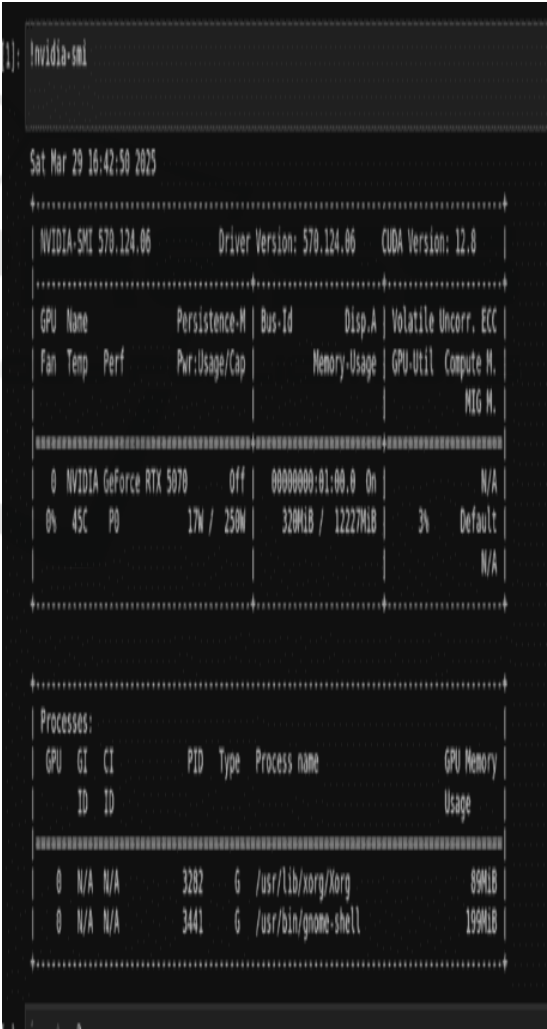 [1]: !nvidia-smi
Sat Mar 29 16:42:50 2025
NVIDIA-SMI 570.124.06 Driver Version: 570.124.06 CUDA Version: 12.8
GPU Name Persistence-M | Bus-Id Disp.A | Volatile Uncorr. ECC
Fan Temp Perf Pwr:Usage/Cap | Memory-Usage | GPU-Util Compute M.
MIG M.
0 NVIDIA GeForce RTX 5070 Off | 00000000:01:00.0 On | N/A
0% 45C P0 17W / 250W | 320MiB / 12227MiB | 3% Default
N/A
Processes:
GPU GI CI PID Type Process name GPU Memory
ID ID Usage
0 N/A N/A 3282 G /usr/lib/xorg/Xorg 89MiB
0 N/A N/A 3441 G /usr/bin/gnome-shell 199MiB